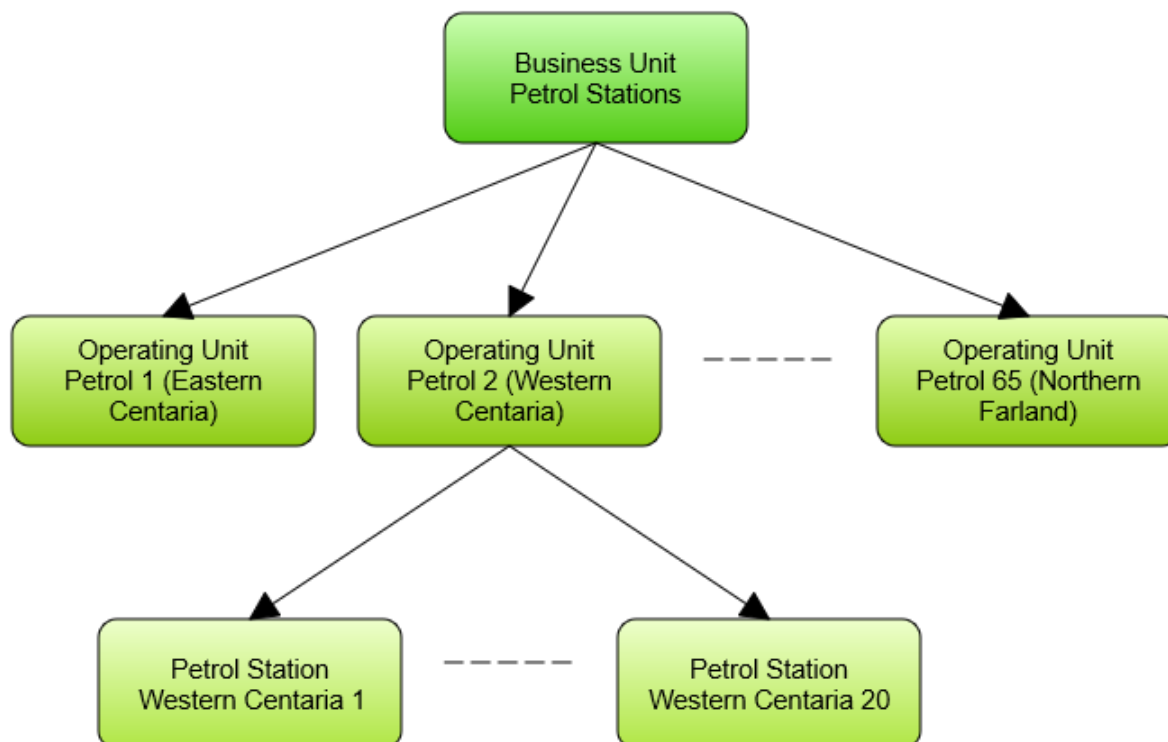 Business Unit
Petrol Stations
Operating Unit
Petrol 1 (Eastern
Centaria)
Operating Unit
Petrol 2 (Western
Centaria)
Operating Unit
Petrol 65 (Northern
Farland)
Petrol Station
Western Centaria 1
Petrol Station
Western Centaria 20